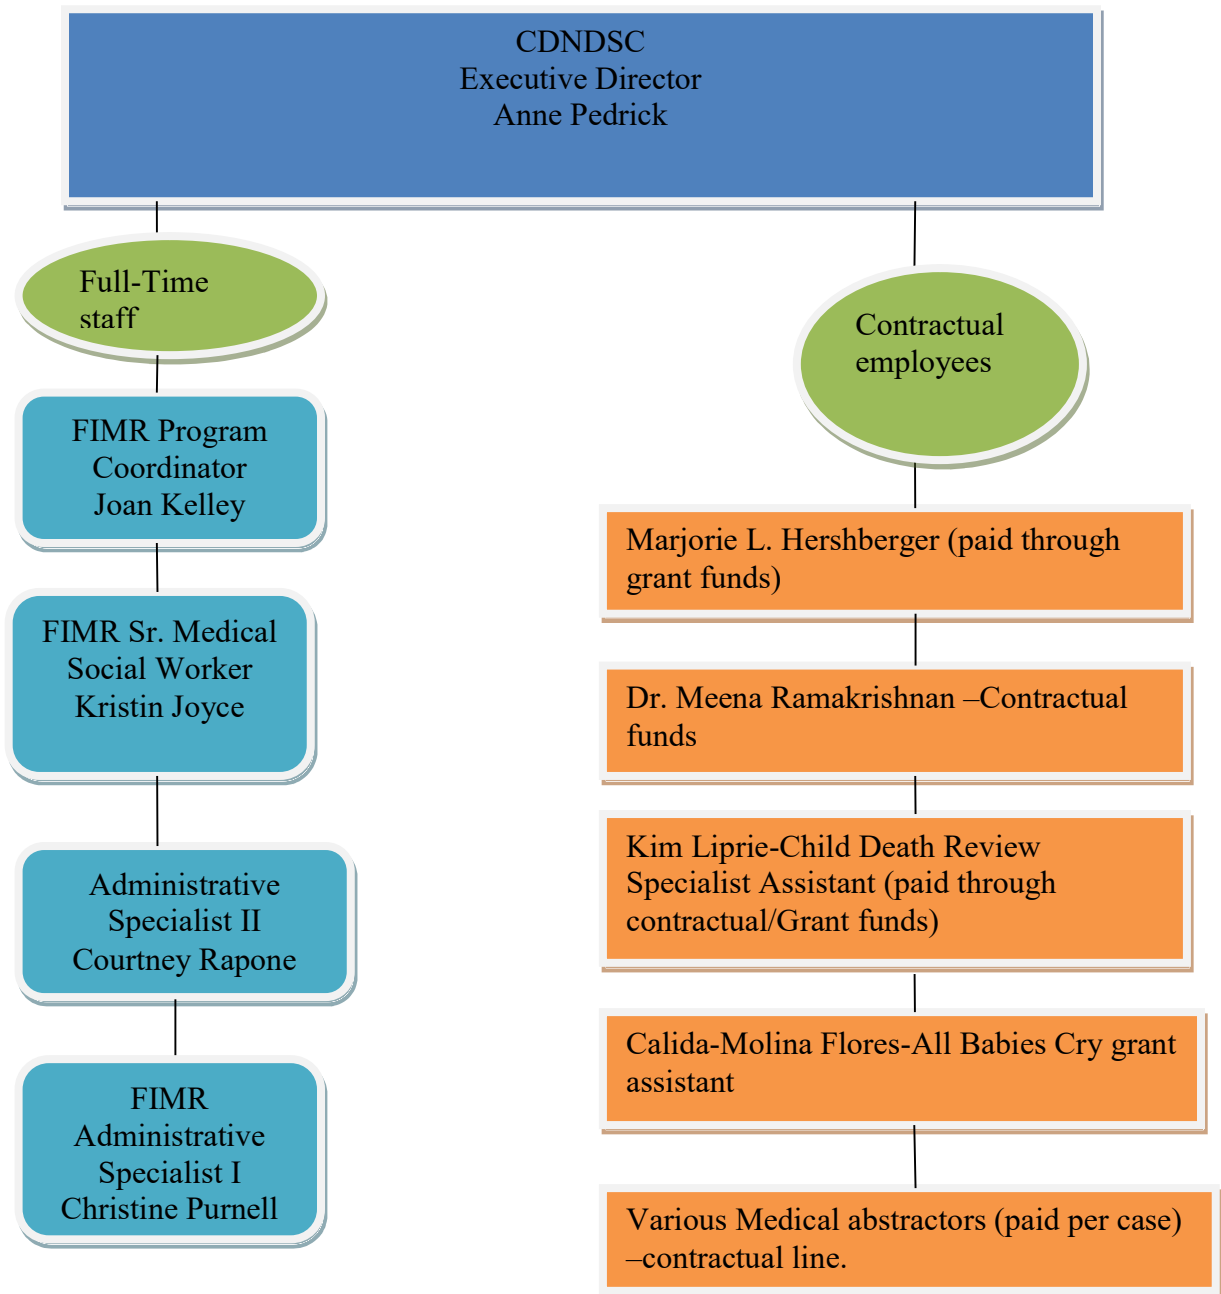 CDNDSC
Executive Director
Anne Pedrick
Full-Time
staff
FIMR Program
Coordinator
Joan Kelley
FIMR Sr. Medical
Social Worker
Kristin Joyce
Administrative
Specialist II
Courtney Rapone
FIMR
Administrative
Specialist I
Christine Purnell
Contractual
employees
Marjorie L. Hershberger (paid through
grant funds)
Dr. Meena Ramakrishnan –Contractual
funds
Kim Liprie-Child Death Review
Specialist Assistant (paid through
contractual/Grant funds)
Calida-Molina Flores-All Babies Cry grant
assistant
Various Medical abstractors (paid per case)
–contractual line.